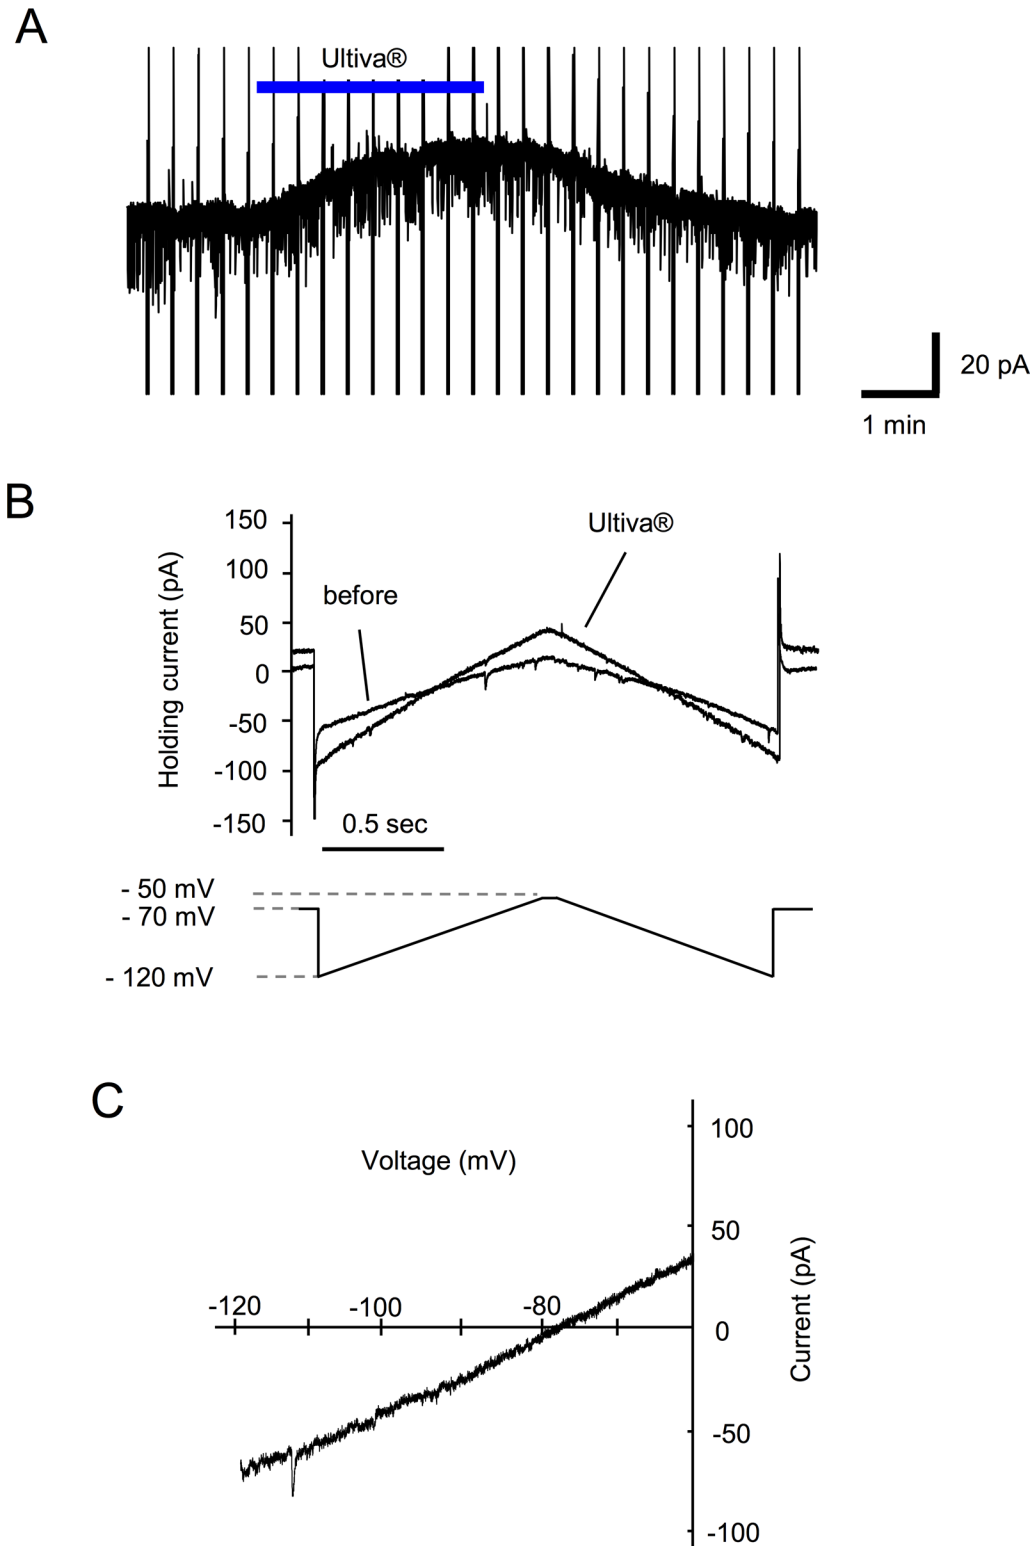 A
Ultiva®
20 pA
1 min
B
150
Ultiva®
100
before
50
0
-50
-100
-150
Holding current (pA)
0.5 sec
- 50 mV
- 70 mV
- 120 mV
C
100
Voltage (mV)
50
-120
-100
-80
0
Current (pA)
-50
-100